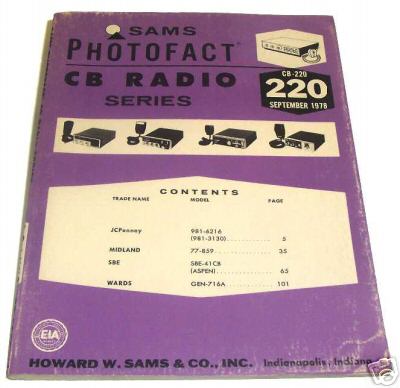 SAMS
PHOTOFACT®
CB RADIO
SERIES
CB-220
220
SEPTEMBER 1978
CONTENTS
TRADE NAME MODEL PAGE
JCPenney 981-6216
(981-3130) 5
MIDLAND 77-859 35
SBE SBE-41CB
(ASPEN) 65
WARDS GEN-716A 101
EIA
HOWARD W. SAMS & CO., INC. Indianapolis, Indiana